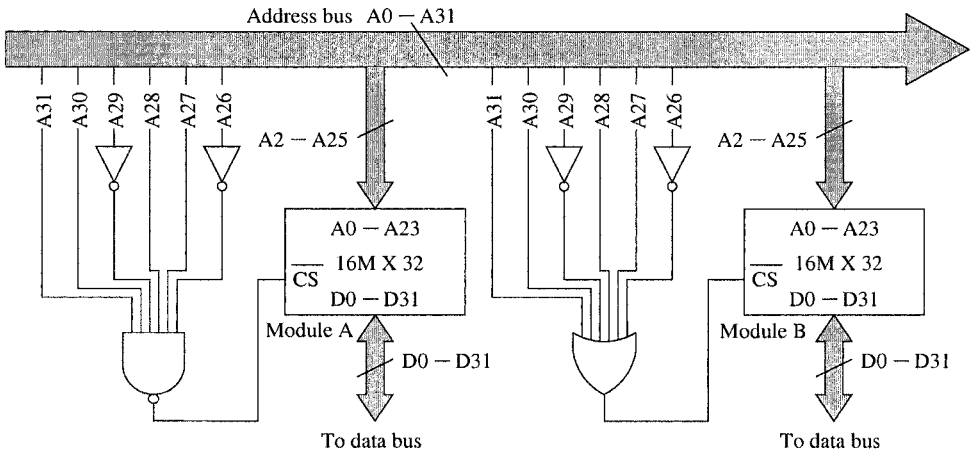 Address bus A0 – A31
A31
A30
A29
A28
A27
A26
A2 – A25
A31
A30
A29
A28
A27
A26
A2 – A25
A0 – A23
16M X 32
CS
D0 – D31
Module A
D0 – D31
To data bus
A0 – A23
16M X 32
CS
D0 – D31
Module B
D0 – D31
To data bus